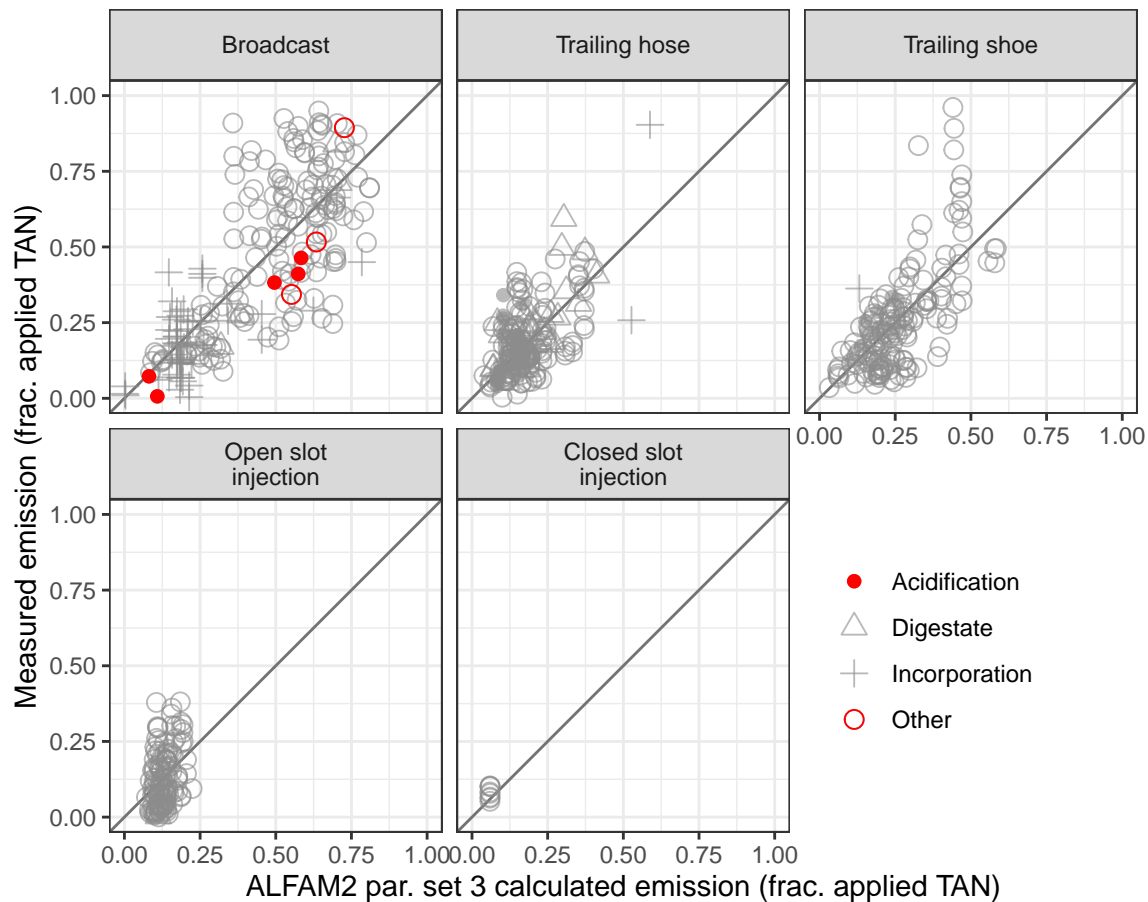 Broadcast
Trailing hose
Trailing shoe
Measured emission (frac. applied TAN)
1.00
0.75
0.50
0.25
0.00
0.00 0.25 0.50 0.75 1.00
Open slot
injection
Closed slot
injection
1.00
0.75
0.50
0.25
0.00
0.00 0.25 0.50 0.75 1.00
0.00 0.25 0.50 0.75 1.00
Acidification
Digestate
Incorporation
Other
ALFAM2 par. set 3 calculated emission (frac. applied TAN)